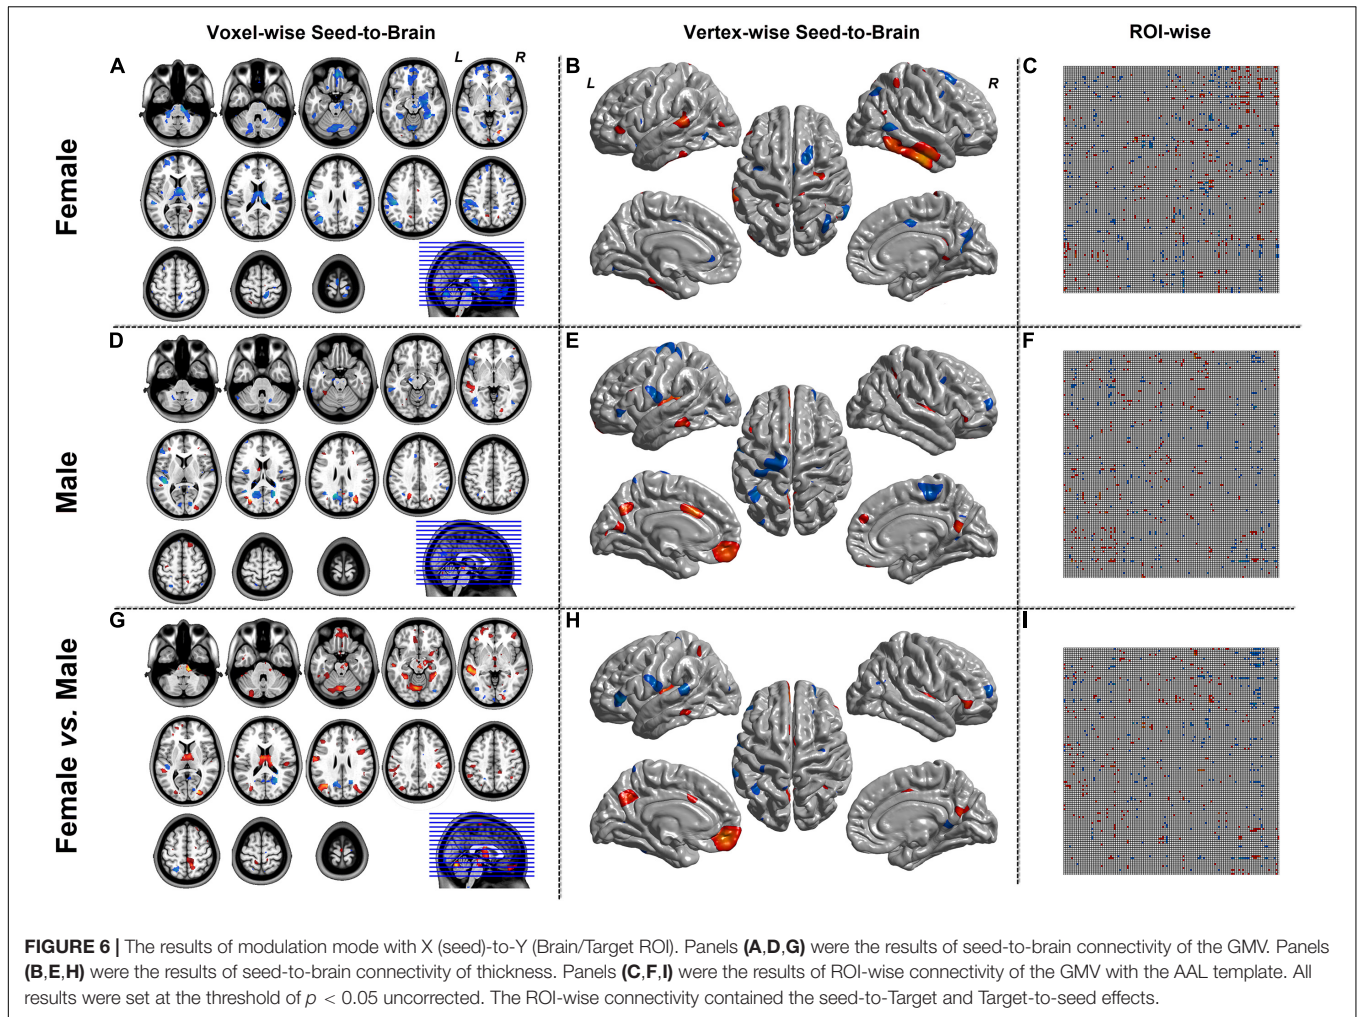 Voxel-wise Seed-to-Brain
Vertex-wise Seed-to-Brain
ROI-wise
Female
A
L
R
B
L
R
C
Male
D
E
F
Female vs. Male
G
H
I
FIGURE 6 | The results of modulation mode with X (seed)-to-Y (Brain/Target ROI). Panels (A,D,G) were the results of seed-to-brain connectivity of the GMV. Panels
(B,E,H) were the results of seed-to-brain connectivity of thickness. Panels (C,F,I) were the results of ROI-wise connectivity of the GMV with the AAL template. All
results were set at the threshold of p < 0.05 uncorrected. The ROI-wise connectivity contained the seed-to-Target and Target-to-seed effects.